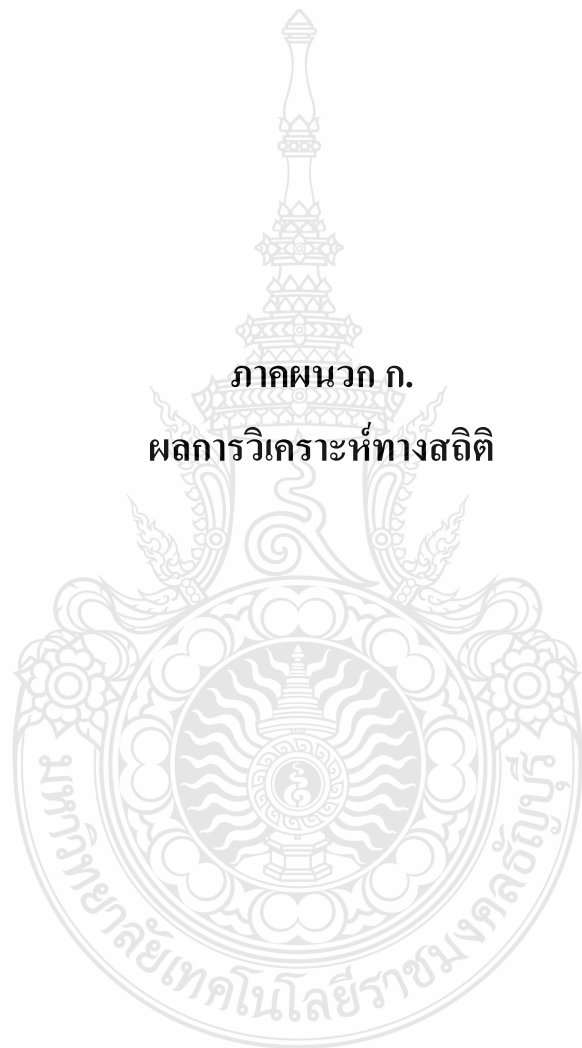 ภาคผนวก ก.
ผลการวิเคราะห์ทางสถิติ
มหาวิทยาลัยเทคโนโลยีราชมงคลธัญบุรี